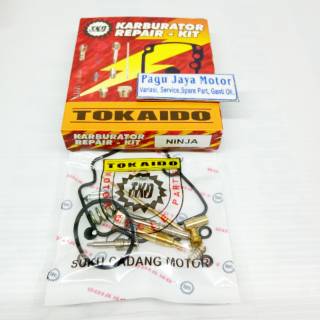 TKD
KARBURATOR
REPAIR - KIT
Pagu Jaya Motor
Variasi, Service, Spare Part, Ganti Oli.
TOKAIDO
KARBURATOR
REPAIR - KIT
NINJA
TOKAIDO
TKD
SUKU CADANG MOTOR